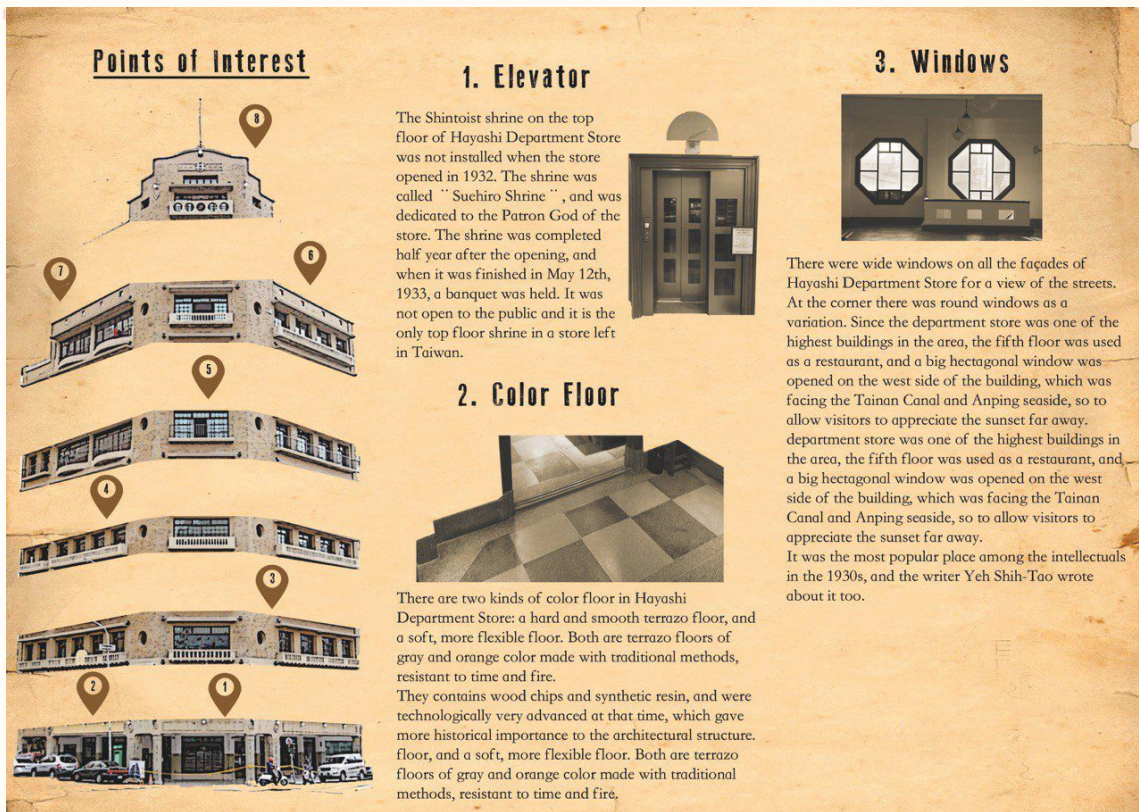 Points of Interest
8
7
6
5
4
3
2
1
1. Elevator
The Shintoist shrine on the top
floor of Hayashi Department Store
was not installed when the store
opened in 1932. The shrine was
called ¨ Suehiro Shrine ¨ , and was
dedicated to the Patron God of the
store. The shrine was completed
half year after the opening, and
when it was finished in May 12th,
1933, a banquet was held. It was
not open to the public and it is the
only top floor shrine in a store left
in Taiwan.
2. Color Floor
There are two kinds of color floor in Hayashi
Department Store: a hard and smooth terrazo floor, and
a soft, more flexible floor. Both are terrazo floors of
gray and orange color made with traditional methods,
resistant to time and fire.
They contains wood chips and synthetic resin, and were
technologically very advanced at that time, which gave
more historical importance to the architectural structure.
floor, and a soft, more flexible floor. Both are terrazo
floors of gray and orange color made with traditional
methods, resistant to time and fire.
3. Windows
There were wide windows on all the façades of
Hayashi Department Store for a view of the streets.
At the corner there was round windows as a
variation. Since the department store was one of the
highest buildings in the area, the fifth floor was used
as a restaurant, and a big hectagonal window was
opened on the west side of the building, which was
facing the Tainan Canal and Anping seaside, so to
allow visitors to appreciate the sunset far away.
department store was one of the highest buildings in
the area, the fifth floor was used as a restaurant, and
a big hectagonal window was opened on the west
side of the building, which was facing the Tainan
Canal and Anping seaside, so to allow visitors to
appreciate the sunset far away.
It was the most popular place among the intellectuals
in the 1930s, and the writer Yeh Shih-Tao wrote
about it too.